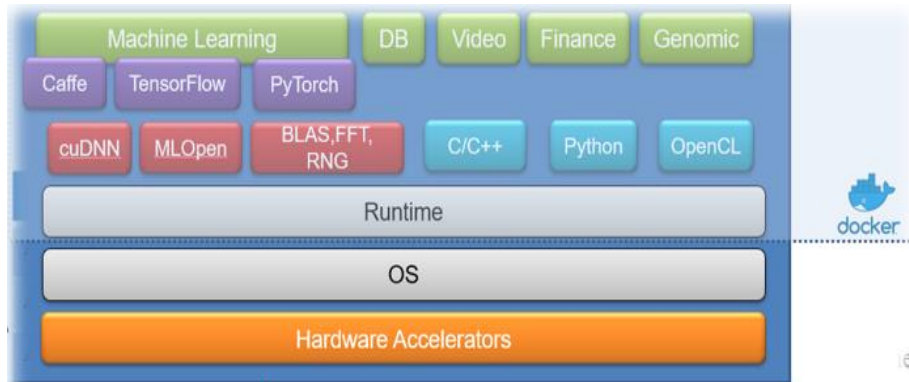 Machine Learning DB Video Finance Genomic
Caffe TensorFlow PyTorch
cuDNN MLOpen BLAS,FFT, C/C++ Python OpenCL
RNG
Runtime
docker
OS
Hardware Accelerators